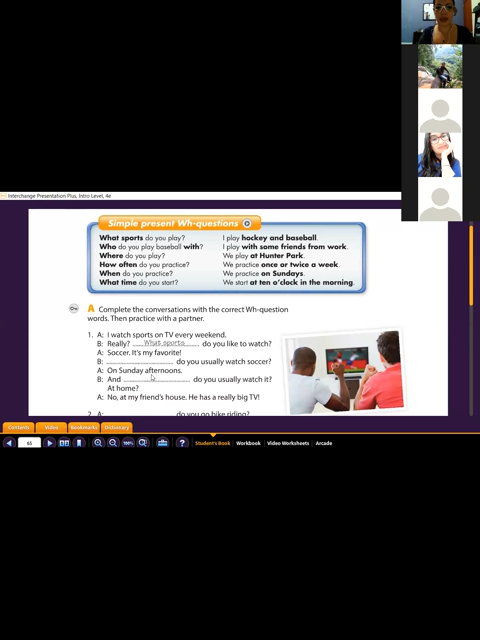 Interchange Presentation Plus, Intro Level, 4e
Simple present Wh-questions
What sports do you play? I play hockey and baseball.
Who do you play baseball with? I play with some friends from work.
Where do you play? We play at Hunter Park.
How often do you practice? We practice once or twice a week.
When do you practice? We practice on Sundays.
What time do you start? We start at ten o'clock in the morning.
A Complete the conversations with the correct Wh-question
words. Then practice with a partner.
1. A: I watch sports on TV every weekend.
B: Really? What sports do you like to watch?
A: Soccer. It's my favorite!
B: do you usually watch soccer?
A: On Sunday afternoons.
B: And do you usually watch it?
At home?
A: No, at my friend's house. He has a really big TV!
2. A: do you go bike riding?
Contents Video Bookmarks Dictionary
65 100% ? Student's Book Workbook Video Worksheets Arcade